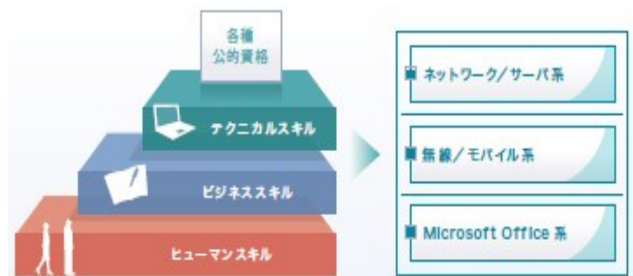 各種
公的資格
テクニカルスキル
ビジネススキル
ヒューマンスキル
ネットワーク/サーバ系
無線/モバイル系
Microsoft Office 系